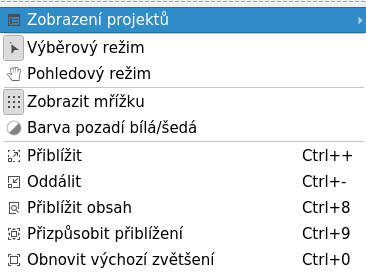 Zobrazení projektů
Výběrový režim
Pohledový režim
Zobrazit mřížku
Barva pozadí bílá/šedá
Přiblížit Ctrl++
Oddálit Ctrl+-
Přiblížit obsah Ctrl+8
Přizpůsobit přiblížení Ctrl+9
Obnovit výchozí zvětšení Ctrl+0